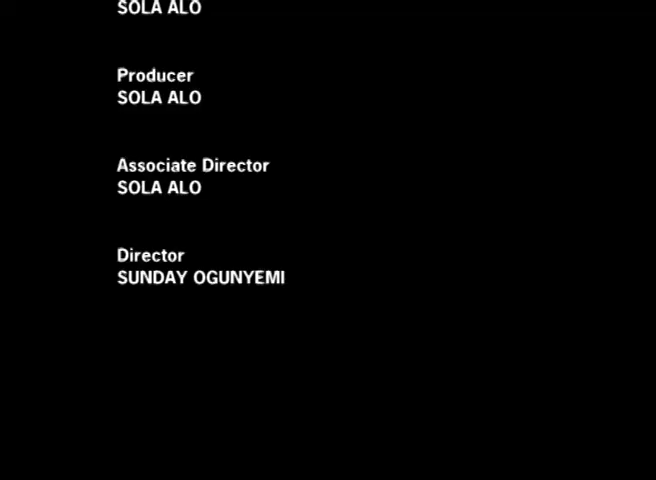 SOLA ALO
Producer
SOLA ALO
Associate Director
SOLA ALO
Director
SUNDAY OGUNYEMI